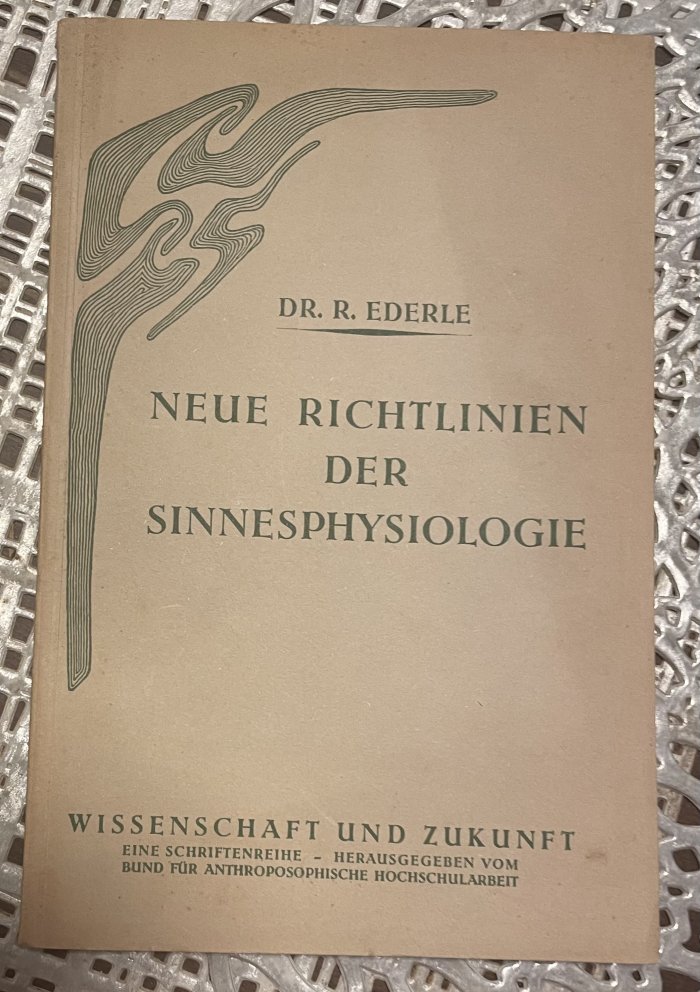 DR. R. EDERLE
NEUE RICHTLINIEN
DER
SINNESPHYSIOLOGIE
WISSENSCHAFT UND ZUKUNFT
EINE SCHRIFTENREIHE – HERAUSGEGEBEN VOM
BUND FÜR ANTHROPOSOPHISCHE HOCHSCHULARBEIT